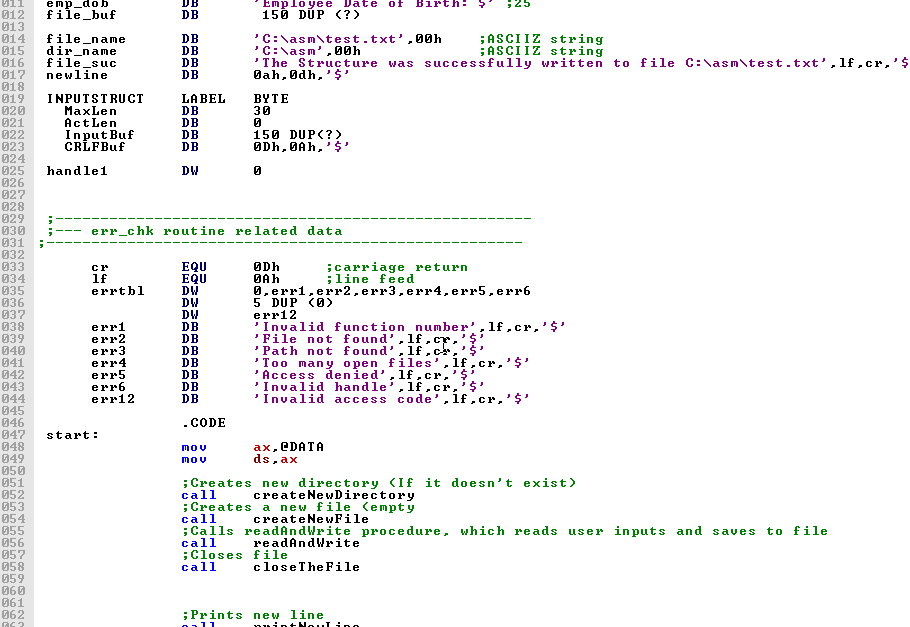 011 emp_dob DB 'Employee Date of Birth: $' ;25
012 file_buf DB 150 DUP (?)
013
014 file_name DB 'C:\asm\test.txt',00h ;ASCIIZ string
015 dir_name DB 'C:\asm',00h ;ASCIIZ string
016 file_suc DB 'The Structure was successfully written to file C:\asm\test.txt',lf,cr,'$
017 newline DB 0ah,0dh,'$'
018
019 INPUTSTRUCT LABEL BYTE
020 MaxLen DB 30
021 ActLen DB 0
022 InputBuf DB 150 DUP(?)
023 CRLFBuf DB 0Dh,0Ah,'$'
024
025 handle1 DW 0
026
027
028
029 ;-----------------------------------------------------
030 ;--- err_chk routine related data
031 ;-----------------------------------------------------
032
033 cr EQU 0Dh ;carriage return
034 lf EQU 0Ah ;line feed
035 errtbl DW 0,err1,err2,err3,err4,err5,err6
036 DW 5 DUP (0)
037 DW err12
038 err1 DB 'Invalid function number',lf,cr,'$'
039 err2 DB 'File not found',lf,cr,'$'
040 err3 DB 'Path not found',lf,cr,'$'
041 err4 DB 'Too many open files',lf,cr,'$'
042 err5 DB 'Access denied',lf,cr,'$'
043 err6 DB 'Invalid handle',lf,cr,'$'
044 err12 DB 'Invalid access code',lf,cr,'$'
045
046 .CODE
047 start:
048 mov ax,@DATA
049 mov ds,ax
050
051 ;Creates new directory (If it doesn't exist)
052 call createNewDirectory
053 ;Creates a new file (empty
054 call createNewFile
055 ;Calls readAndWrite procedure, which reads user inputs and saves to file
056 call readAndWrite
057 ;Closes file
058 call closeTheFile
059
060
061
062 ;Prints new line
063 call printNewLine